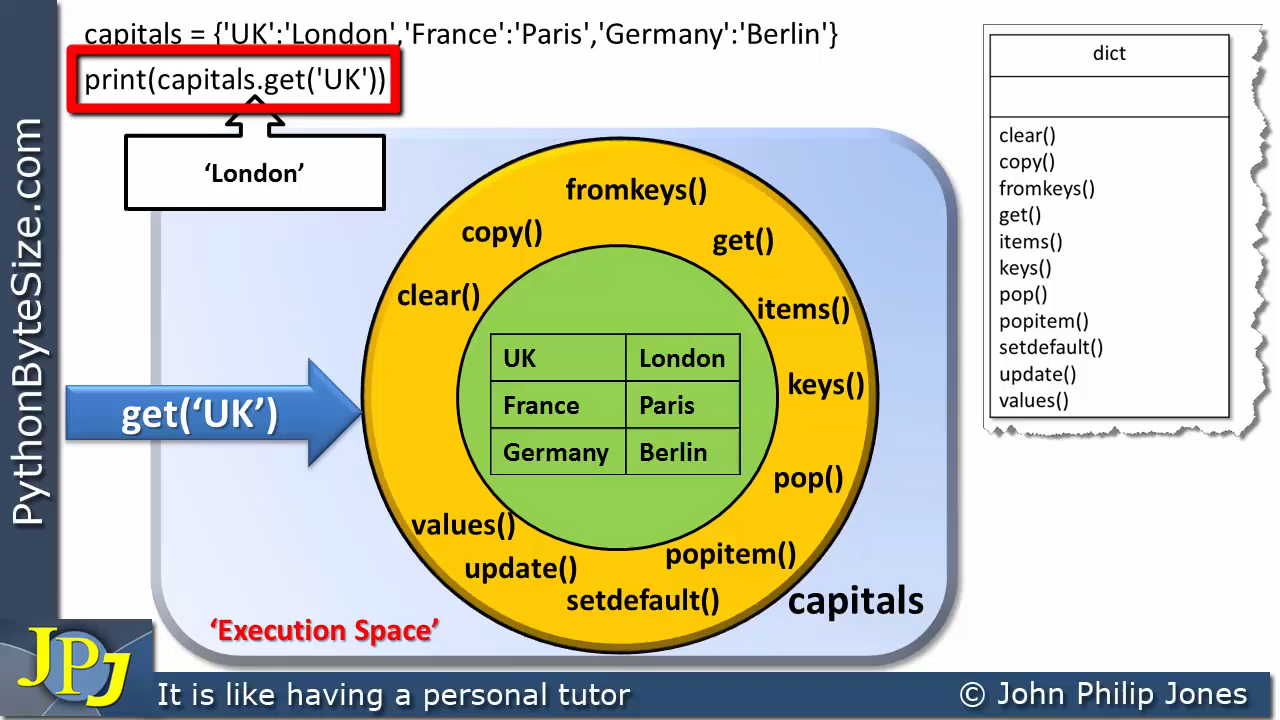 capitals = {'UK':'London','France':'Paris','Germany':'Berlin'}
print(capitals.get('UK'))
‘London’
dict
clear()
copy()
fromkeys()
get()
items()
keys()
pop()
popitem()
setdefault()
update()
values()
fromkeys()
copy()
get()
clear()
items()
keys()
pop()
popitem()
setdefault()
update()
values()
UK London
France Paris
Germany Berlin
get(‘UK’)
capitals
‘Execution Space’
PythonByteSize.com
JPJ
It is like having a personal tutor
© John Philip Jones